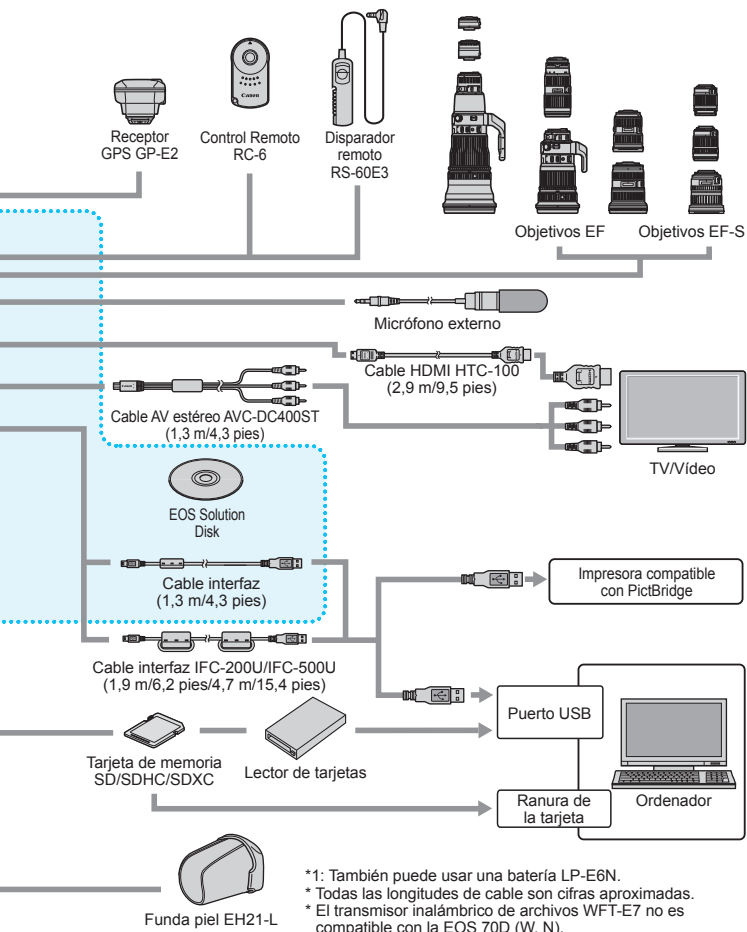 Receptor
GPS GP-E2
Control Remoto
RC-6
Canon
Disparador
remoto
RS-60E3
Objetivos EF
Objetivos EF-S
Micrófono externo
Cable HDMI HTC-100
(2,9 m/9,5 pies)
Cable AV estéreo AVC-DC400ST
(1,3 m/4,3 pies)
TV/Vídeo
EOS Solution
Disk
Cable interfaz
(1,3 m/4,3 pies)
Impresora compatible
con PictBridge
Cable interfaz IFC-200U/IFC-500U
(1,9 m/6,2 pies/4,7 m/15,4 pies)
Puerto USB
Tarjeta de memoria
SD/SDHC/SDXC
Lector de tarjetas
Ranura de
la tarjeta
Ordenador
Funda piel EH21-L
*1: También puede usar una batería LP-E6N.
* Todas las longitudes de cable son cifras aproximadas.
* El transmisor inalámbrico de archivos WFT-E7 no es
compatible con la EOS 70D (W, N).